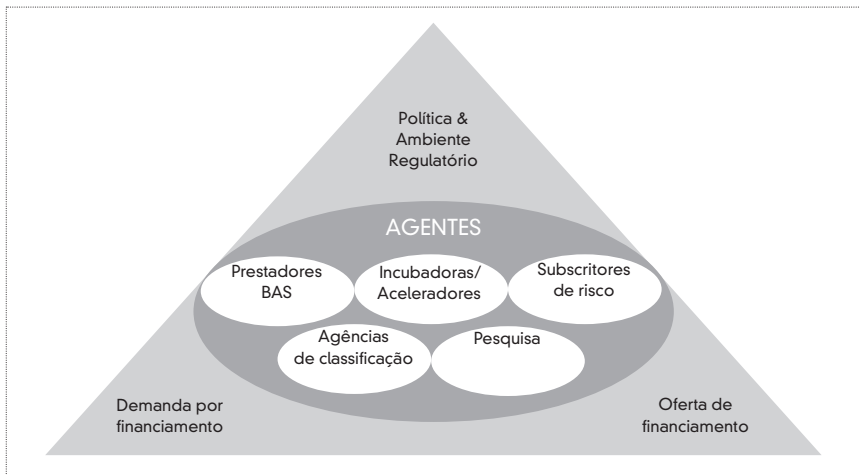 Política &
Ambiente
Regulatório
AGENTES
Prestadores
BAS
Incubadoras/
Aceleradores
Subscritores
de risco
Agências
de classificação
Pesquisa
Demanda por
financiamento
Oferta de
financiamento